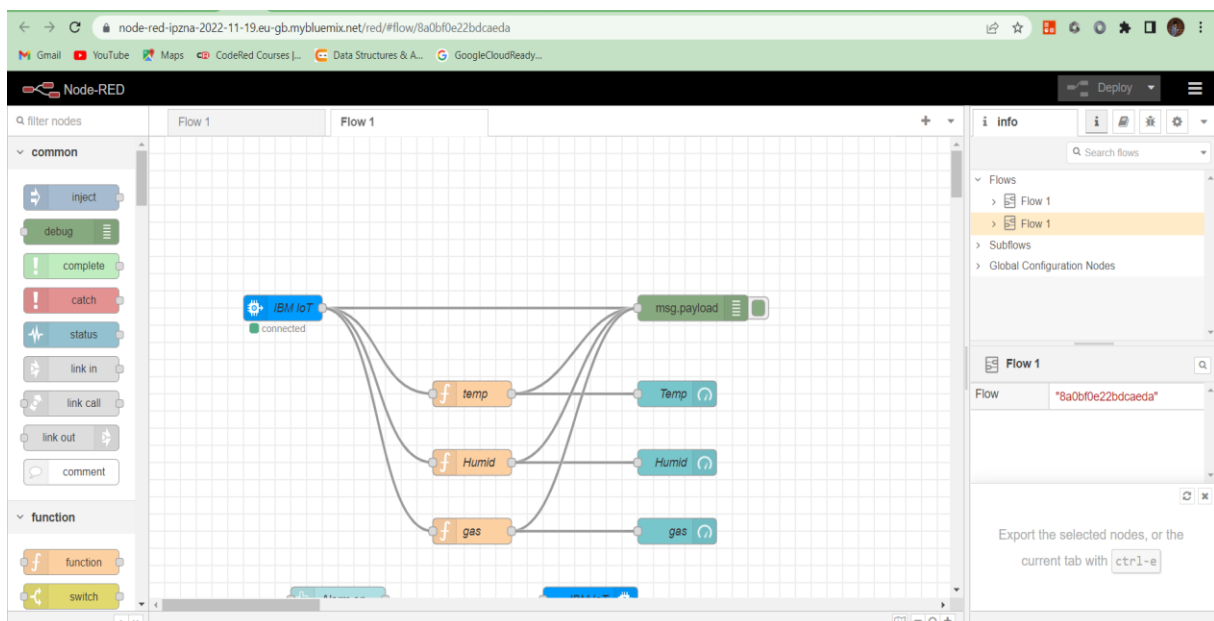 node-red-ipzna-2022-11-19.eu-gb.mybluemix.net/red/#flow/8a0bf0e22bdcaeda
Gmail YouTube Maps CodeRed Courses |... Data Structures & A... GoogleCloudReady...
Node-RED Deploy
filter nodes Flow 1 Flow 1 i info
Search flows
common
Flows
Flow 1
Flow 1
Subflows
Global Configuration Nodes
inject
debug
complete
catch
status
link in
link call
link out
comment
function
function
switch
IBM IoT
connected
msg.payload
temp
Temp
Humid
Humid
gas
gas
Flow 1
Flow "8a0bf0e22bdcaeda"
Export the selected nodes, or the
current tab with ctrl-e